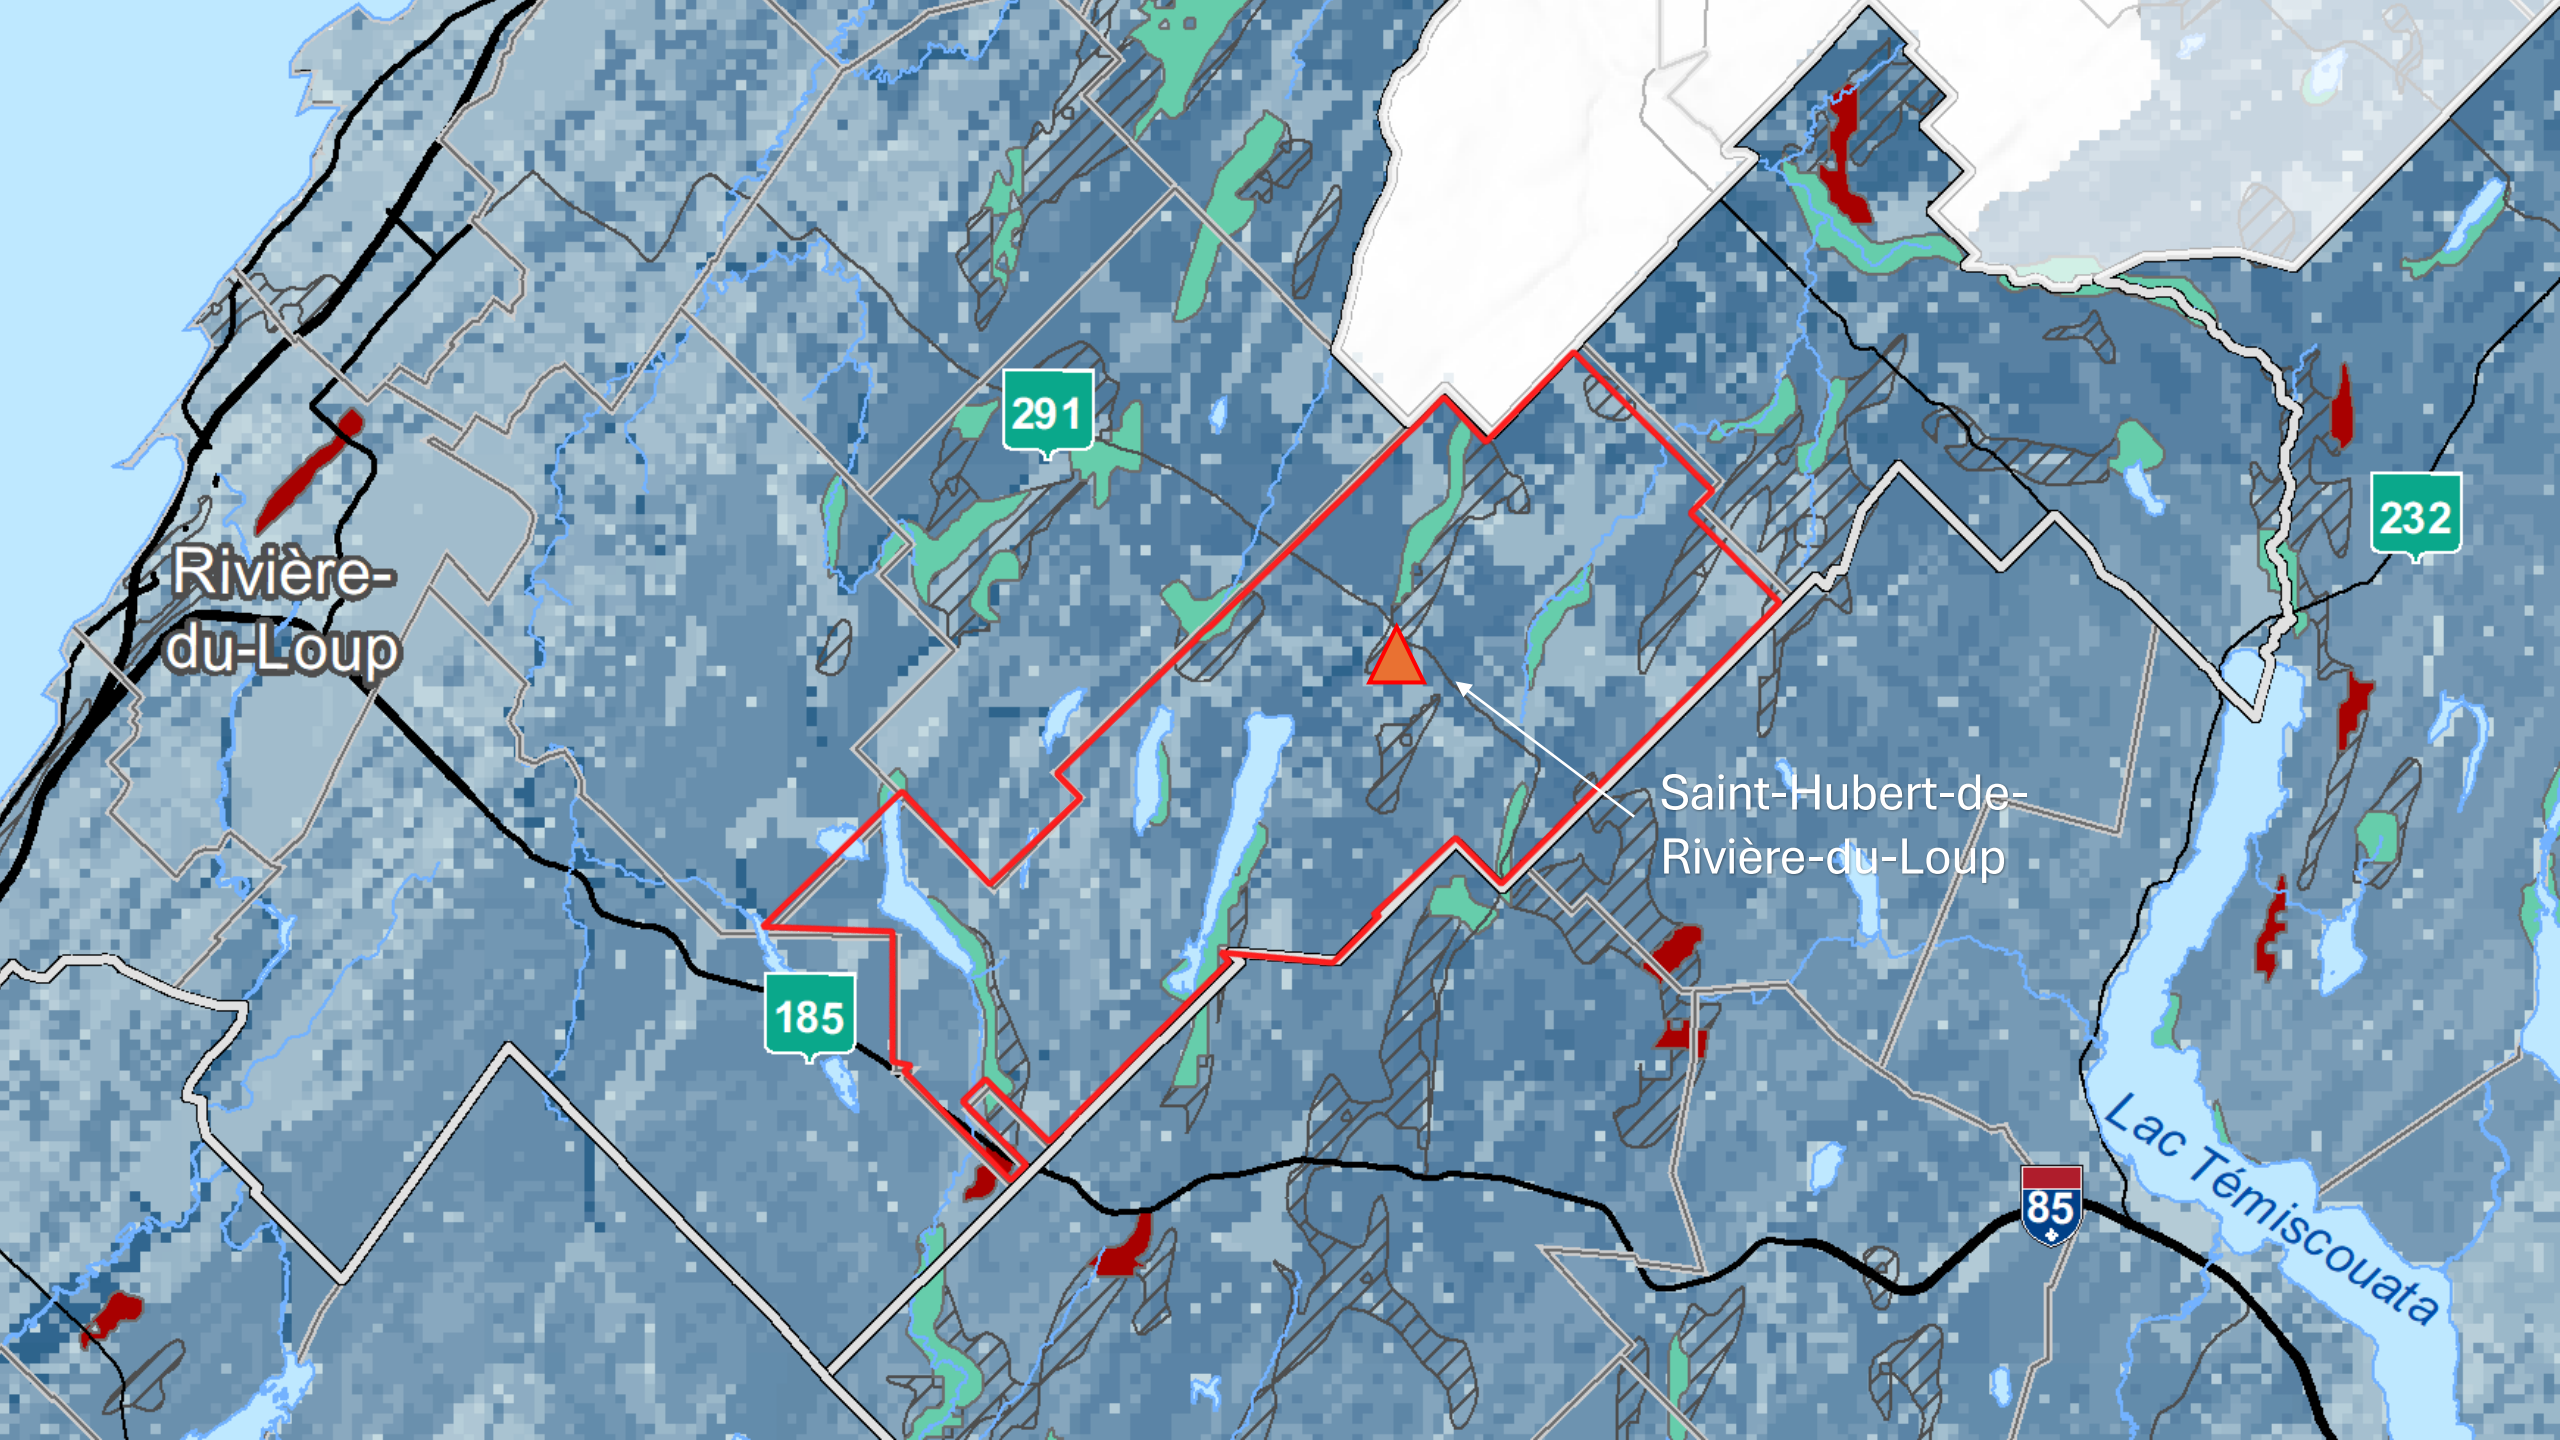 291
232
Rivière-
du-Loup
Saint-Hubert-de-
Rivière-du-Loup
185
85
Lac Témiscouata